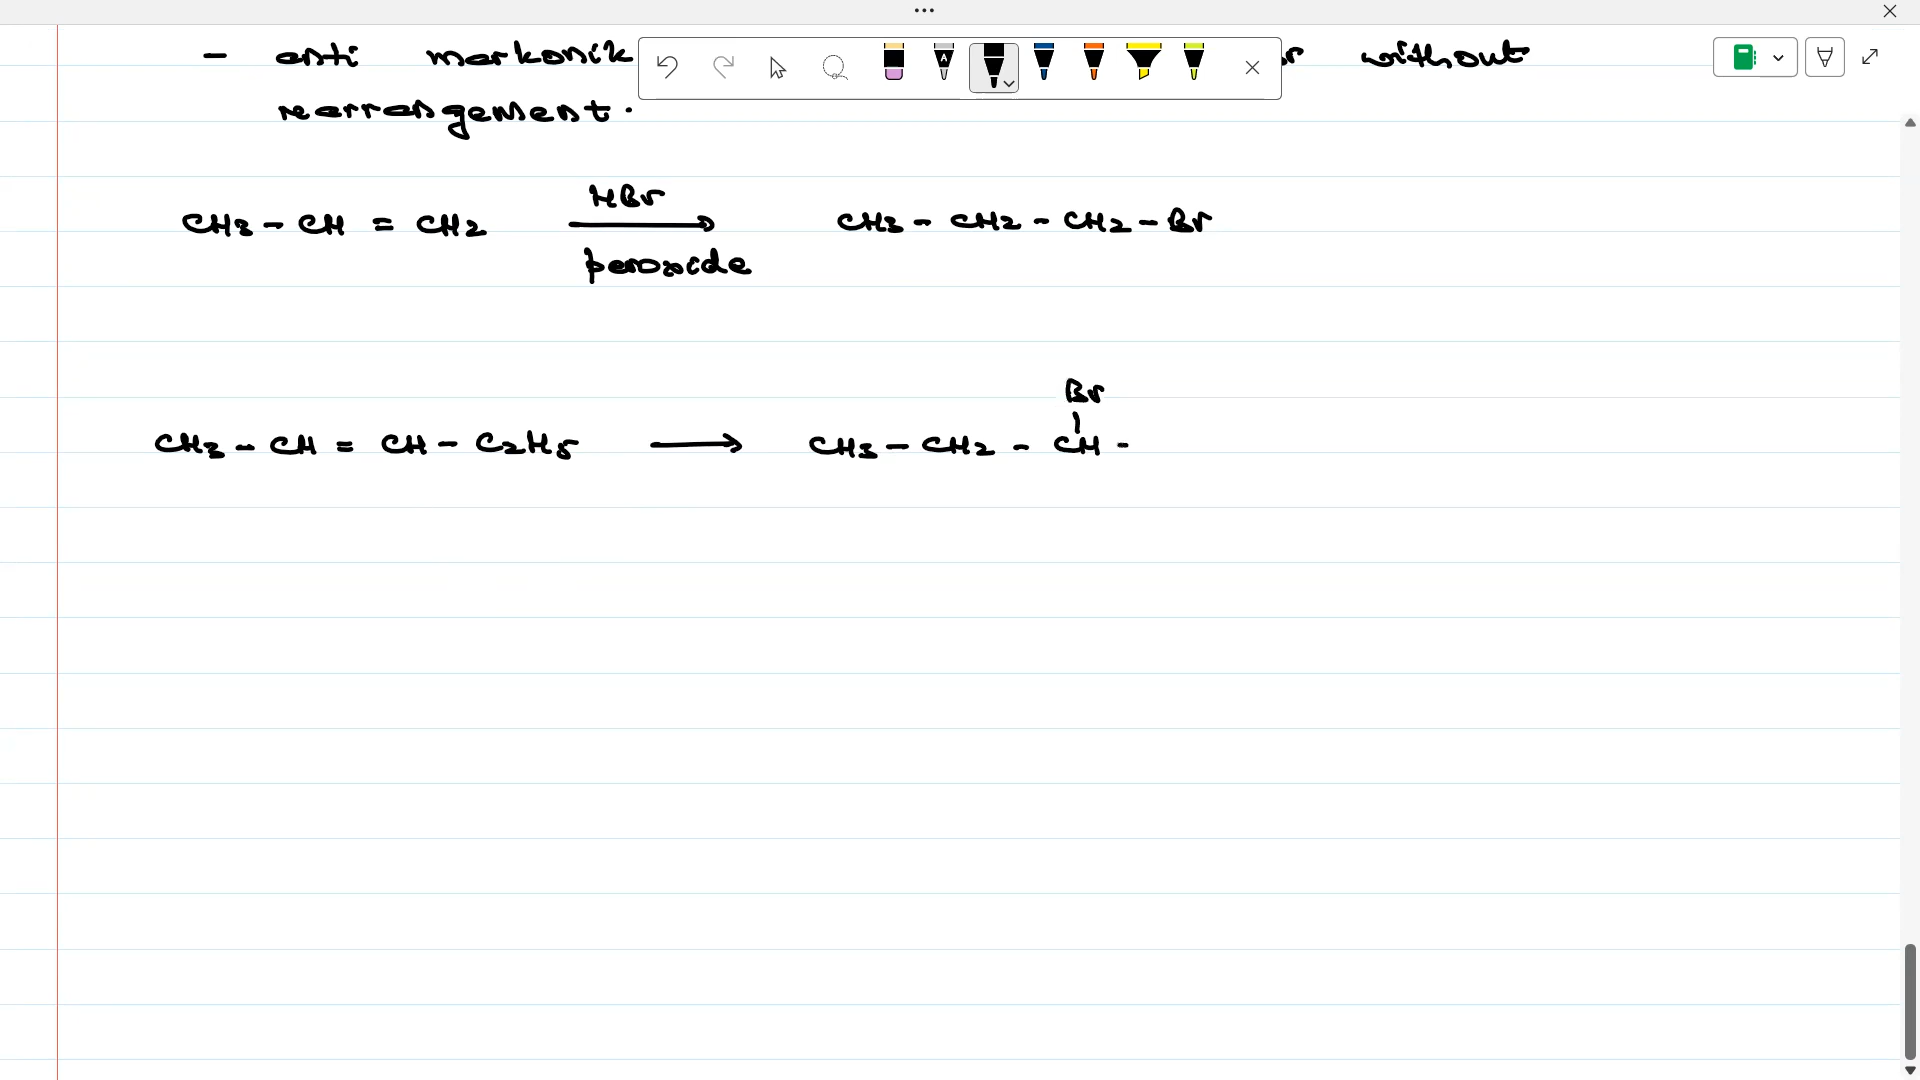 - anti markonik without
rearrangement.
HBr
CH3 - CH = CH2 ⟶ CH3 - CH2 - CH2 - Br
peroxide
Br
CH3 - CH = CH - C2H5 ⟶ CH3 - CH2 - CH -